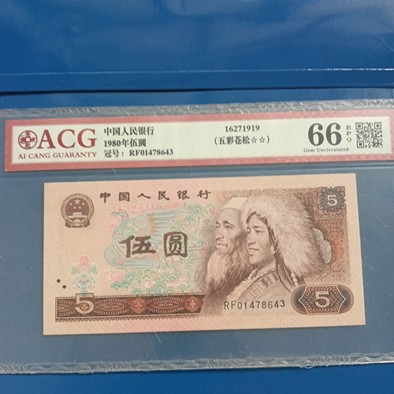 ACG
AI CANG GUARANTY
中国人民银行
1980年伍圆
冠号：RF01478643
16271919
(五彩苍松☆☆)
66 EPQ
Gem Uncirculated
中国人民银行
5
伍圆
RF01478643
5
5